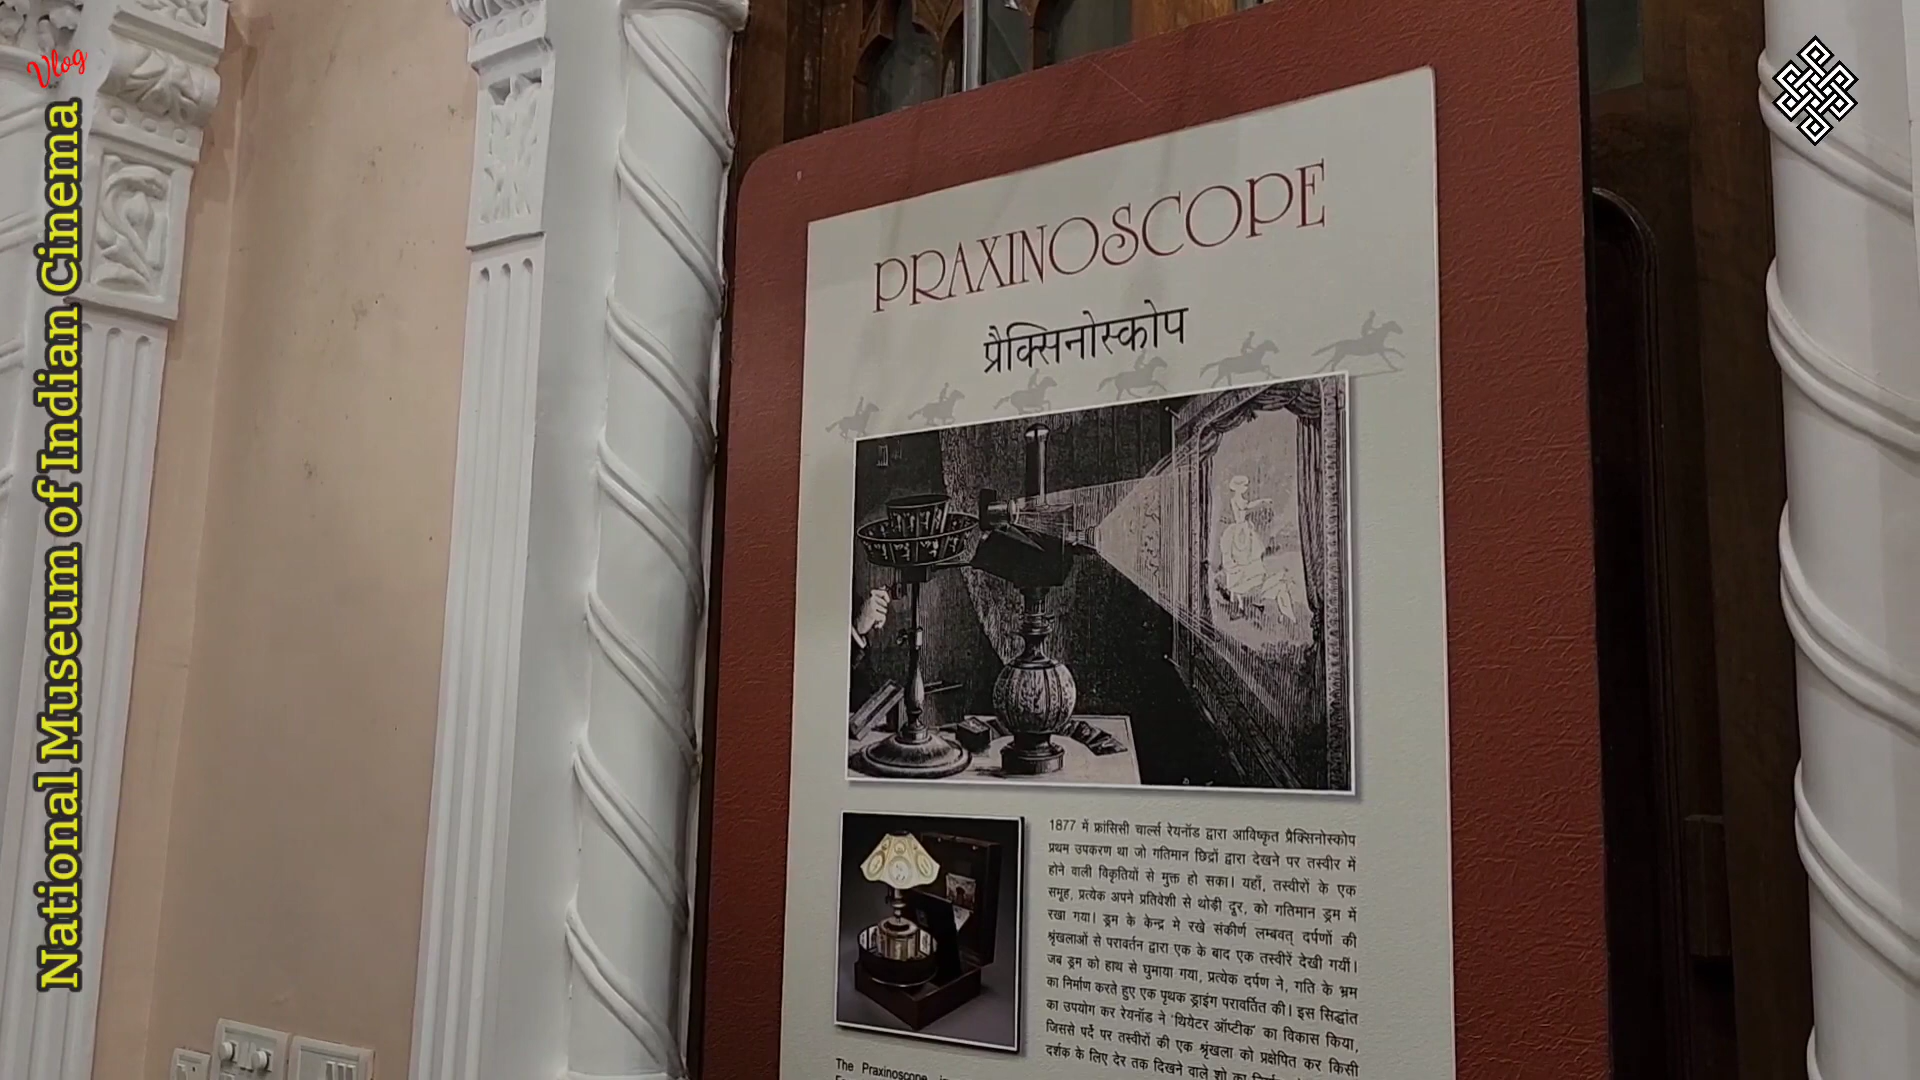 Vlog
National Museum of Indian Cinema
PRAXINOSCOPE
प्रैक्सिनोस्कोप
1877 में फ्रांसिसी चार्ल्स रेयनॉड द्वारा आविष्कृत प्रैक्सिनोस्कोप
प्रथम उपकरण था जो गतिमान छिद्रों द्वारा देखने पर तस्वीर में
होने वाली विकृतियों से मुक्त हो सका। यहाँ, तस्वीरों के एक
समूह, प्रत्येक अपने प्रतिवेशी से थोड़ी दूर, को गतिमान ड्रम में
रखा गया। ड्रम के केन्द्र मे रखे संकीर्ण लम्बवत् दर्पणों की
श्रृंखलाओं से परावर्तन द्वारा एक के बाद एक तस्वीरें देखी गयीं।
जब ड्रम को हाथ से घुमाया गया, प्रत्येक दर्पण ने, गति के भ्रम
का निर्माण करते हुए एक पृथक ड्राइंग परावर्तित की। इस सिद्धांत
का उपयोग कर रेयनॉड ने 'थियेटर ऑप्टीक' का विकास किया,
जिससे पर्दे पर तस्वीरों की एक श्रृंखला को प्रक्षेपित कर किसी
दर्शक के लिए देर तक दिखने वाले शो का
The Praxinoscope